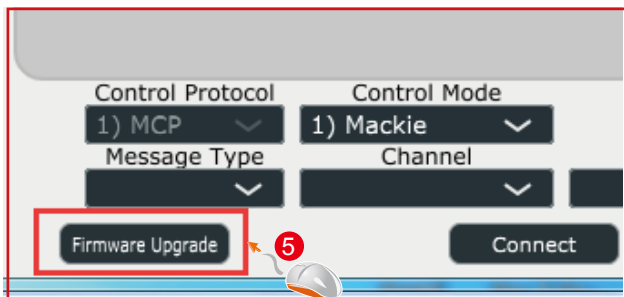 Control Protocol Control Mode
1) MCP 1) Mackie
Message Type Channel
Firmware Upgrade 5 Connect